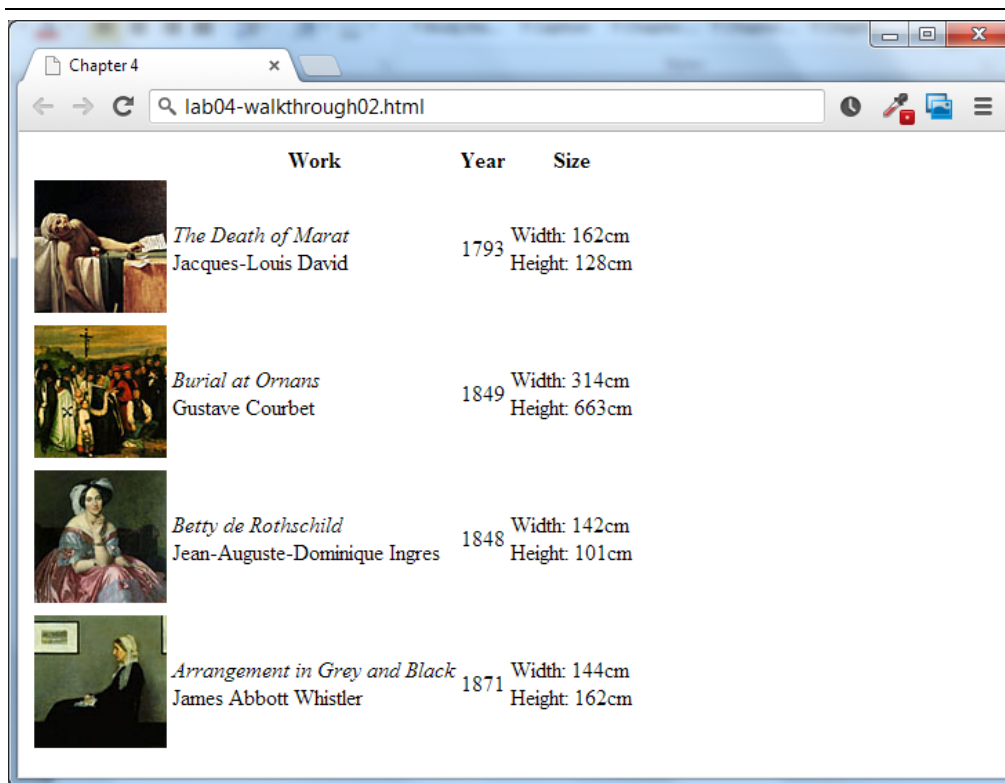 Chapter 4
lab04-walkthrough02.html
Work Year Size
The Death of Marat
Jacques-Louis David
1793
Width: 162cm
Height: 128cm
Burial at Ornans
Gustave Courbet
1849
Width: 314cm
Height: 663cm
Betty de Rothschild
Jean-Auguste-Dominique Ingres
1848
Width: 142cm
Height: 101cm
Arrangement in Grey and Black
James Abbott Whistler
1871
Width: 144cm
Height: 162cm